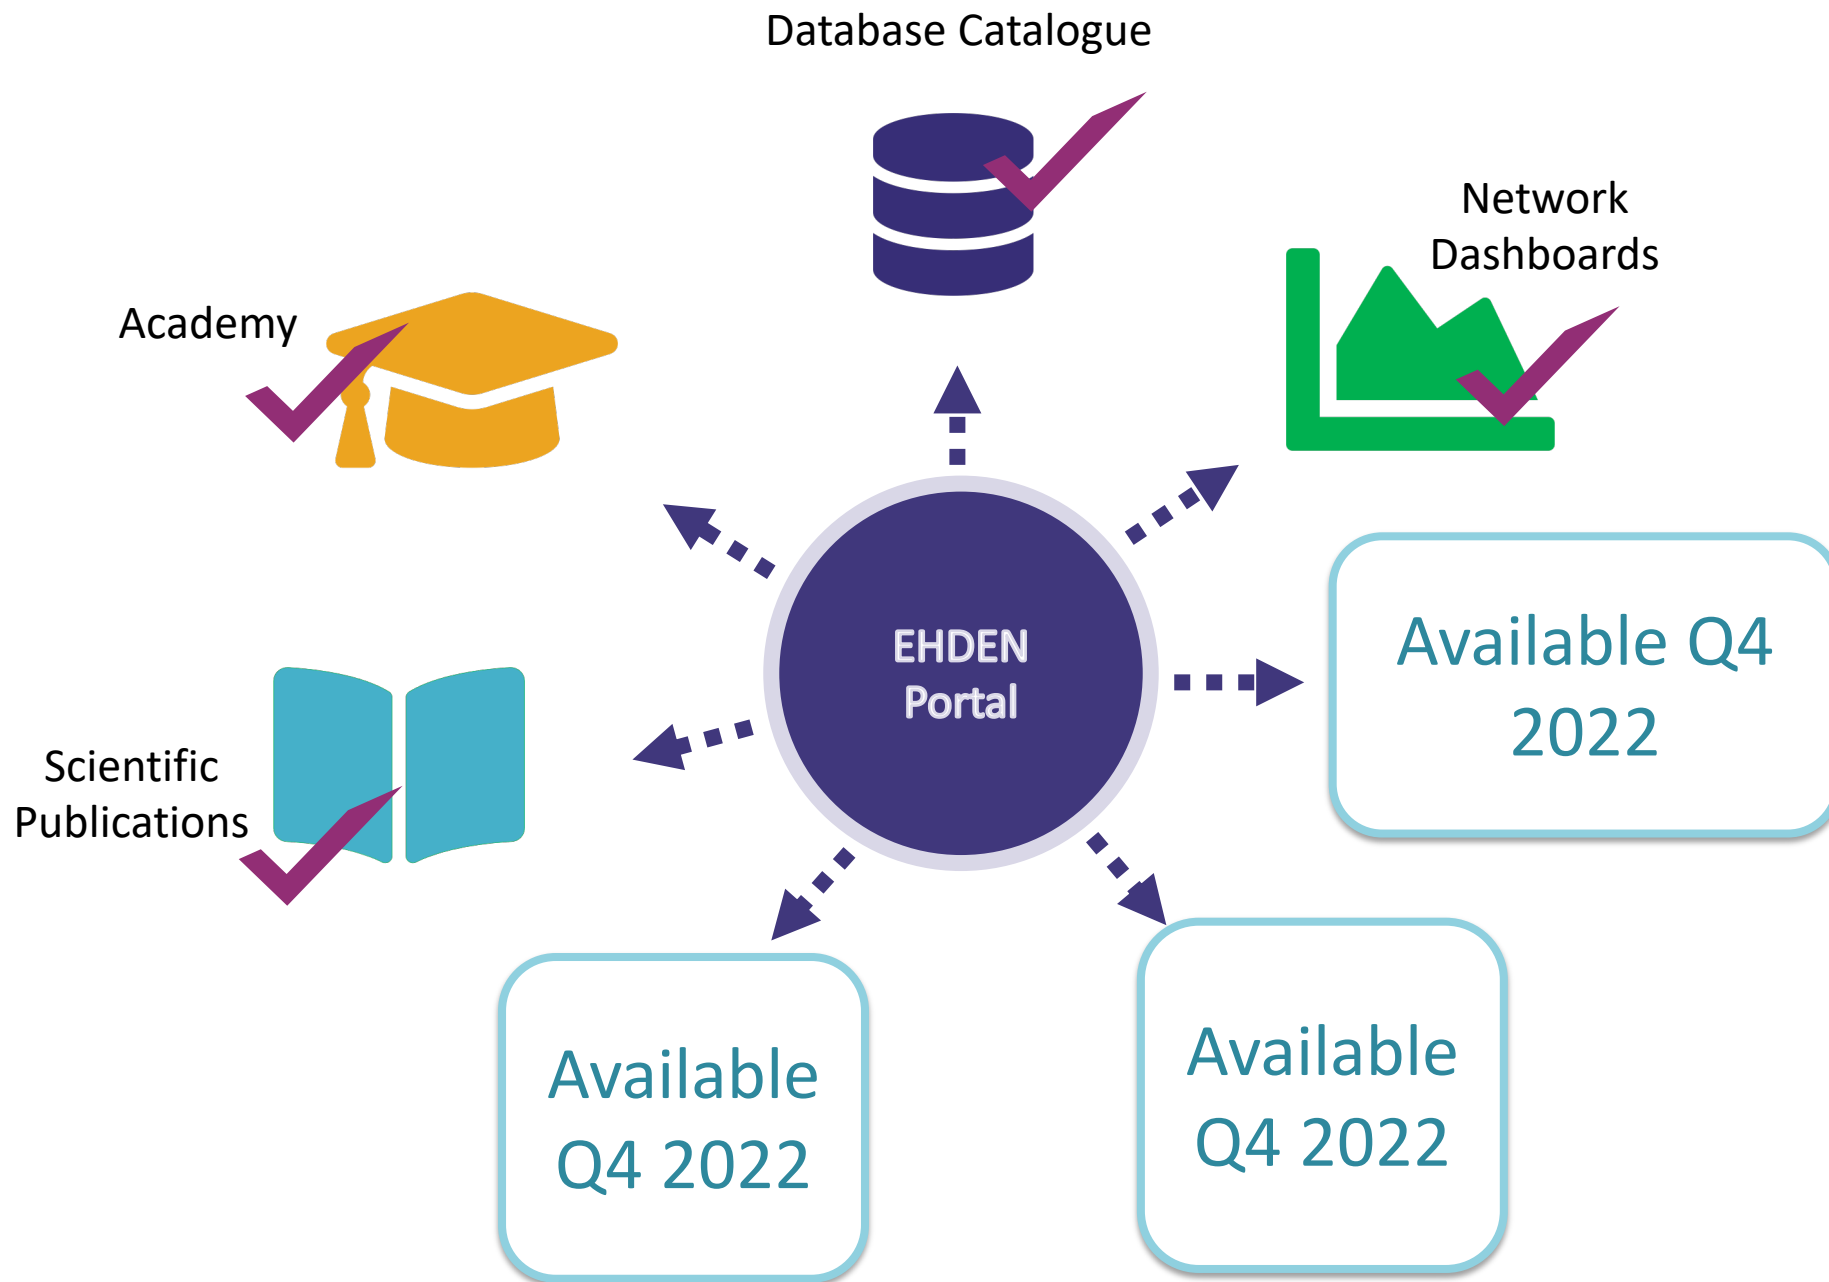 Database Catalogue
Network
Dashboards
Academy
EHDEN
Portal
Available Q4
2022
Scientific
Publications
Available
Q4 2022
Available
Q4 2022